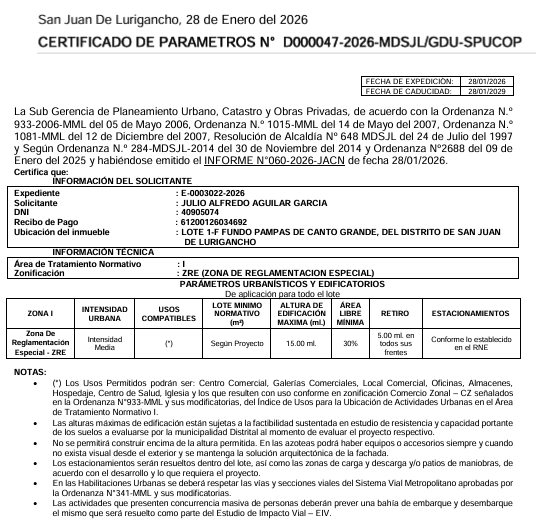 San Juan De Lurigancho, 28 de Enero del 2026
CERTIFICADO DE PARAMETROS N° D000047-2026-MDSJL/GDU-SPUCOP
FECHA DE EXPEDICIÓN: 28/01/2026
FECHA DE CADUCIDAD: 28/01/2029
La Sub Gerencia de Planeamiento Urbano, Catastro y Obras Privadas, de acuerdo con la Ordenanza N.º
933-2006-MML del 05 de Mayo 2006, Ordenanza N.º 1015-MML del 14 de Mayo del 2007, Ordenanza N.º
1081-MML del 12 de Diciembre del 2007, Resolución de Alcaldía Nº 648 MDSJL del 24 de Julio del 1997
y Según Ordenanza N.º 284-MDSJL-2014 del 30 de Noviembre del 2014 y Ordenanza N°2688 del 09 de
Enero del 2025 y habiéndose emitido el INFORME N°060-2026-JACN de fecha 28/01/2026.
Certifica que:
INFORMACIÓN DEL SOLICITANTE
Expediente : E-0003022-2026
Solicitante : JULIO ALFREDO AGUILAR GARCIA
DNI : 40905074
Recibo de Pago : 61200126034692
Ubicación del inmueble : LOTE 1-F FUNDO PAMPAS DE CANTO GRANDE, DEL DISTRITO DE SAN JUAN
DE LURIGANCHO
INFORMACIÓN TÉCNICA
Área de Tratamiento Normativo : I
Zonificación : ZRE (ZONA DE REGLAMENTACION ESPECIAL)
PARÁMETROS URBANÍSTICOS Y EDIFICATORIOS
De aplicación para todo el lote
ZONA I INTENSIDAD URBANA USOS COMPATIBLES LOTE MINIMO NORMATIVO (m²) ALTURA DE EDIFICACIÓN MAXIMA (ml.) ÁREA LIBRE MÍNIMA RETIRO ESTACIONAMIENTOS
Zona De Reglamentación Especial - ZRE Intensidad Media (*) Según Proyecto 15.00 ml. 30% 5.00 ml. en todos sus frentes Conforme lo establecido en el RNE
NOTAS:
• (*) Los Usos Permitidos podrán ser: Centro Comercial, Galerías Comerciales, Local Comercial, Oficinas, Almacenes,
Hospedaje, Centro de Salud, Iglesia y los que resulten con uso conforme en zonificación Comercio Zonal – CZ señalados
en la Ordenanza N°933-MML y sus modificatorias, del Índice de Usos para la Ubicación de Actividades Urbanas en el Área
de Tratamiento Normativo I.
• Las alturas máximas de edificación están sujetas a la factibilidad sustentada en estudio de resistencia y capacidad portante
de los suelos a evaluarse por la municipalidad Distrital al momento de evaluar el proyecto respectivo.
• No se permitirá construir encima de la altura permitida. En las azoteas podrá haber equipos o accesorios siempre y cuando
no exista visual desde el exterior y se mantenga la solución arquitectónica de la fachada.
• Los estacionamientos serán resueltos dentro del lote, así como las zonas de carga y descarga y/o patios de maniobras, de
acuerdo con el desarrollo y lo que requiera el proyecto.
• En las Habilitaciones Urbanas se deberá respetar las vías y secciones viales del Sistema Vial Metropolitano aprobadas por
la Ordenanza N°341-MML y sus modificatorias.
• Las actividades que presenten concurrencia masiva de personas deberán prever una bahía de embarque y desembarque
el mismo que será resuelto como parte del Estudio de Impacto Vial – EIV.